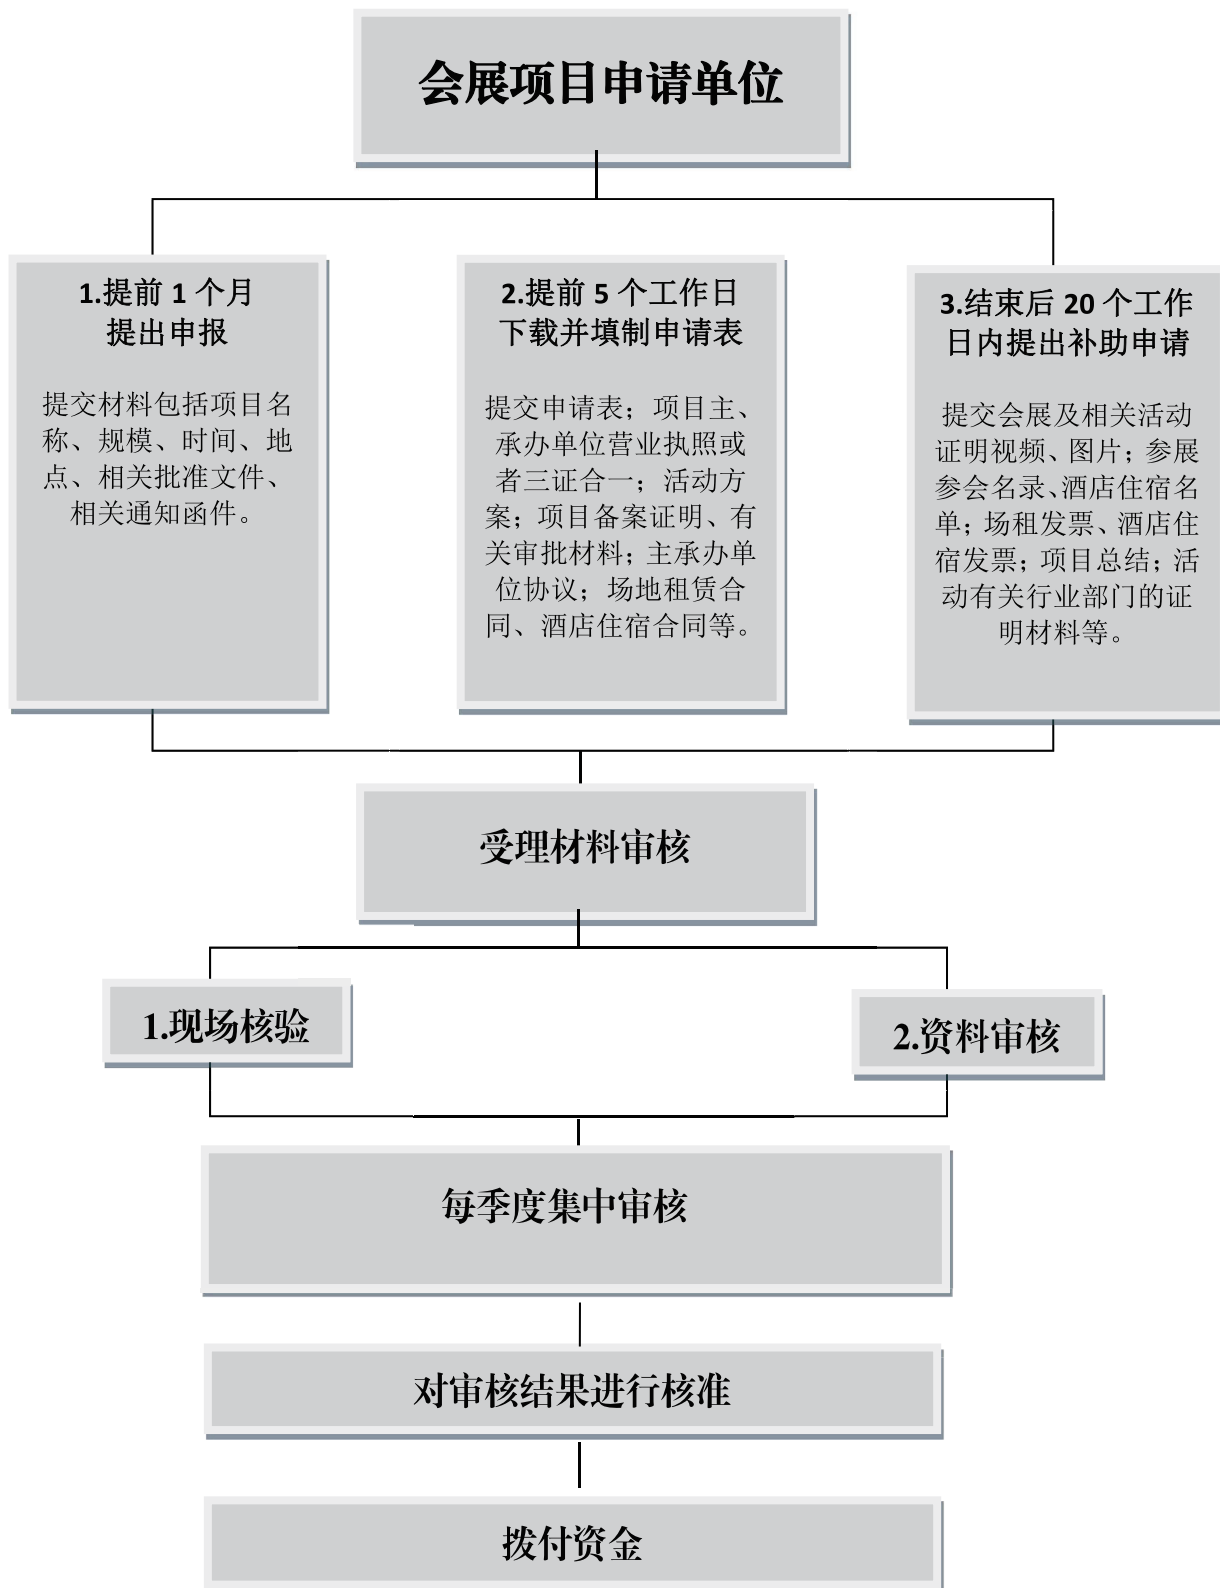 会展项目申请单位
1.提前 1 个月
提出申报
提交材料包括项目名
称、规模、时间、地
点、相关批准文件、
相关通知函件。
2.提前 5 个工作日
下载并填制申请表
提交申请表；项目主、
承办单位营业执照或
者三证合一；活动方
案；项目备案证明、有
关审批材料；主承办单
位协议；场地租赁合
同、酒店住宿合同等。
3.结束后 20 个工作
日内提出补助申请
提交会展及相关活动
证明视频、图片；参展
参会名录、酒店住宿名
单；场租发票、酒店住
宿发票；项目总结；活
动有关行业部门的证
明材料等。
受理材料审核
1.现场核验
2.资料审核
每季度集中审核
对审核结果进行核准
拨付资金